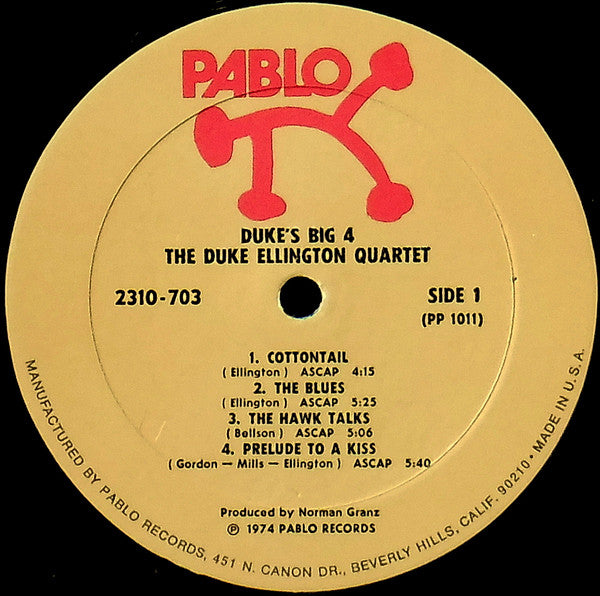 PABLO
DUKE'S BIG 4
THE DUKE ELLINGTON QUARTET
2310-703
SIDE 1
(PP 1011)
1. COTTONTAIL
(Ellington) ASCAP 4:15
2. THE BLUES
(Ellington) ASCAP 5:25
3. THE HAWK TALKS
(Bellson) ASCAP 5:06
4. PRELUDE TO A KISS
(Gordon — Mills — Ellington) ASCAP 5:40
Produced by Norman Granz
℗ 1974 PABLO RECORDS
MANUFACTURED BY PABLO RECORDS, 451 N. CANON DR., BEVERLY HILLS, CALIF. 90210 • MADE IN U.S.A.